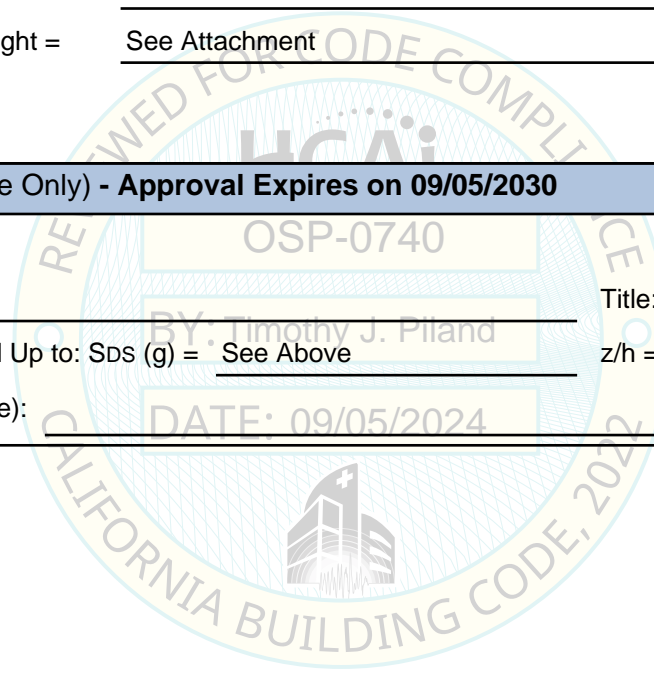 ght = See Attachment
REVIEWED FOR CODE COMPLIANCE
HCAi
e Only) - Approval Expires on 09/05/2030
OSP-0740
Title:
BY: Timothy J. Piland
Up to: SDS (g) = See Above z/h =
e):
DATE: 09/05/2024
CALIFORNIA BUILDING CODE, 2022